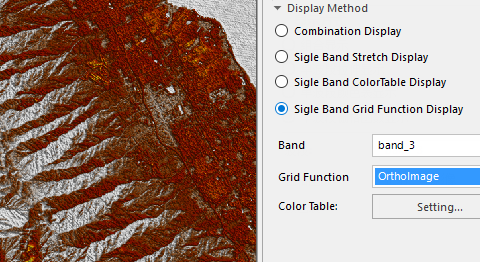 Display Method
Combination Display
Sigle Band Stretch Display
Sigle Band ColorTable Display
Sigle Band Grid Function Display
Band band_3
Grid Function OrthoImage
Color Table: Setting...